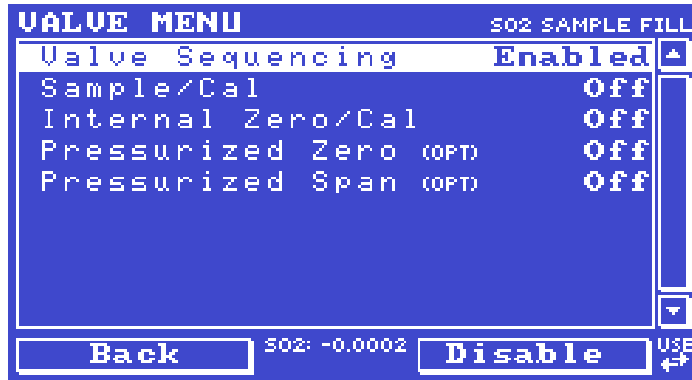 VALVE MENU SO2 SAMPLE FILL
Valve Sequencing Enabled
Sample/Cal Off
Internal Zero/Cal Off
Pressurized Zero (OPT) Off
Pressurized Span (OPT) Off
Back SO2: -0.0002 Disable USB